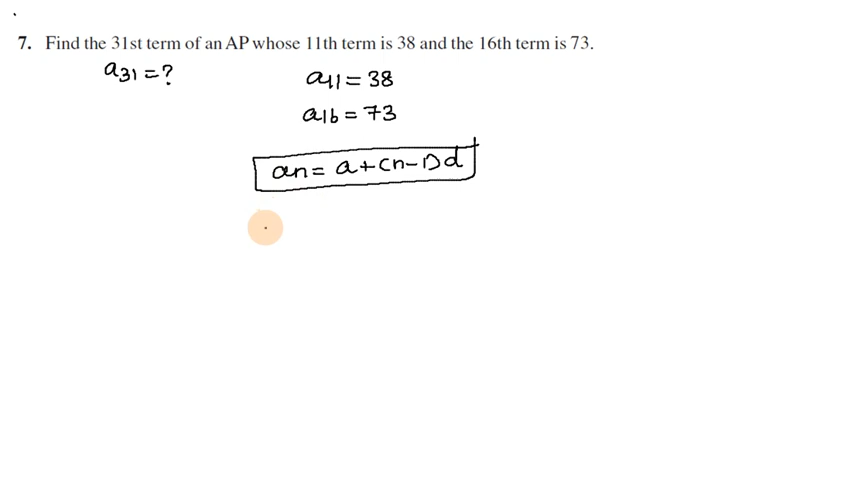 7. Find the 31st term of an AP whose 11th term is 38 and the 16th term is 73.
a31 = ?
a11 = 38
a16 = 73
an = a+(n-1)d